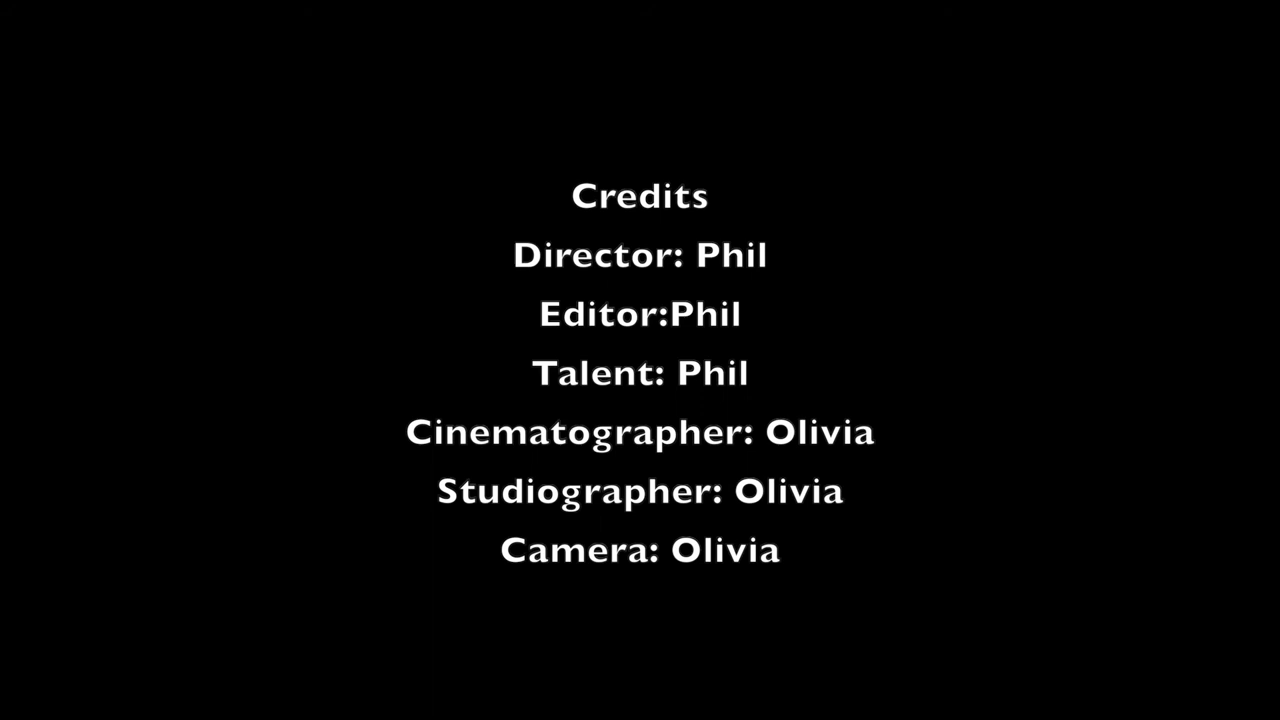 Credits
Director: Phil
Editor:Phil
Talent: Phil
Cinematographer: Olivia
Studiographer: Olivia
Camera: Olivia